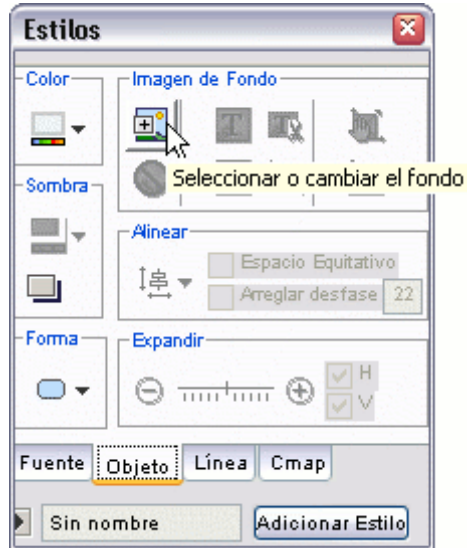 Estilos
Color
Imagen de Fondo
Seleccionar o cambiar el fondo
Sombra
Alinear
Espacio Equitativo
Arreglar desfase 22
Forma
Expandir
H
V
Fuente Objeto Línea Cmap
Sin nombre Adicionar Estilo